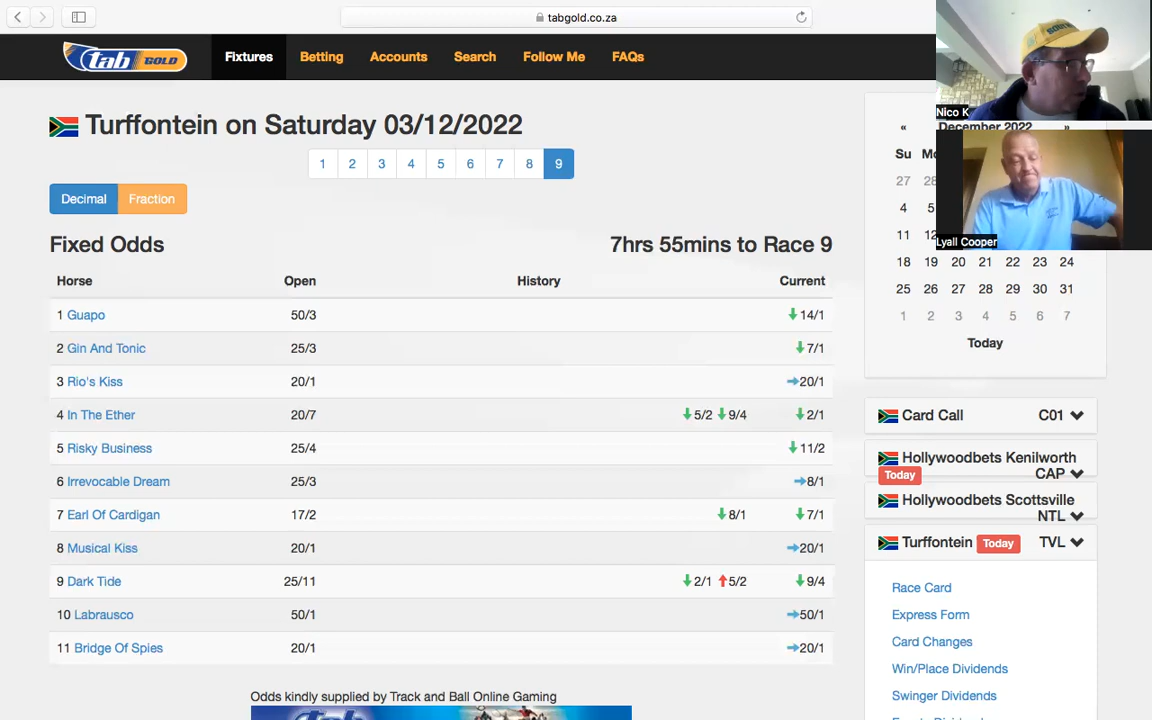 tabgold.co.za
tab GOLD
Fixtures Betting Accounts Search Follow Me FAQs
BODY
Nico K
Turffontein on Saturday 03/12/2022
1 2 3 4 5 6 7 8 9
Decimal Fraction
Fixed Odds 7hrs 55mins to Race 9
Horse Open History Current
1 Guapo 50/3 14/1
2 Gin And Tonic 25/3 7/1
3 Rio's Kiss 20/1 20/1
4 In The Ether 20/7 5/2 9/4 2/1
5 Risky Business 25/4 11/2
6 Irrevocable Dream 25/3 8/1
7 Earl Of Cardigan 17/2 8/1 7/1
8 Musical Kiss 20/1 20/1
9 Dark Tide 25/11 2/1 5/2 9/4
10 Labrausco 50/1 50/1
11 Bridge Of Spies 20/1 20/1
Odds kindly supplied by Track and Ball Online Gaming
tab
« December 2022 »
Su Mo
27 28
4 5
11 12
Lyall Cooper
18 19 20 21 22 23 24
25 26 27 28 29 30 31
1 2 3 4 5 6 7
Today
Card Call C01
Hollywoodbets Kenilworth
Today CAP
Hollywoodbets Scottsville
NTL
Turffontein Today TVL
Race Card
Express Form
Card Changes
Win/Place Dividends
Swinger Dividends